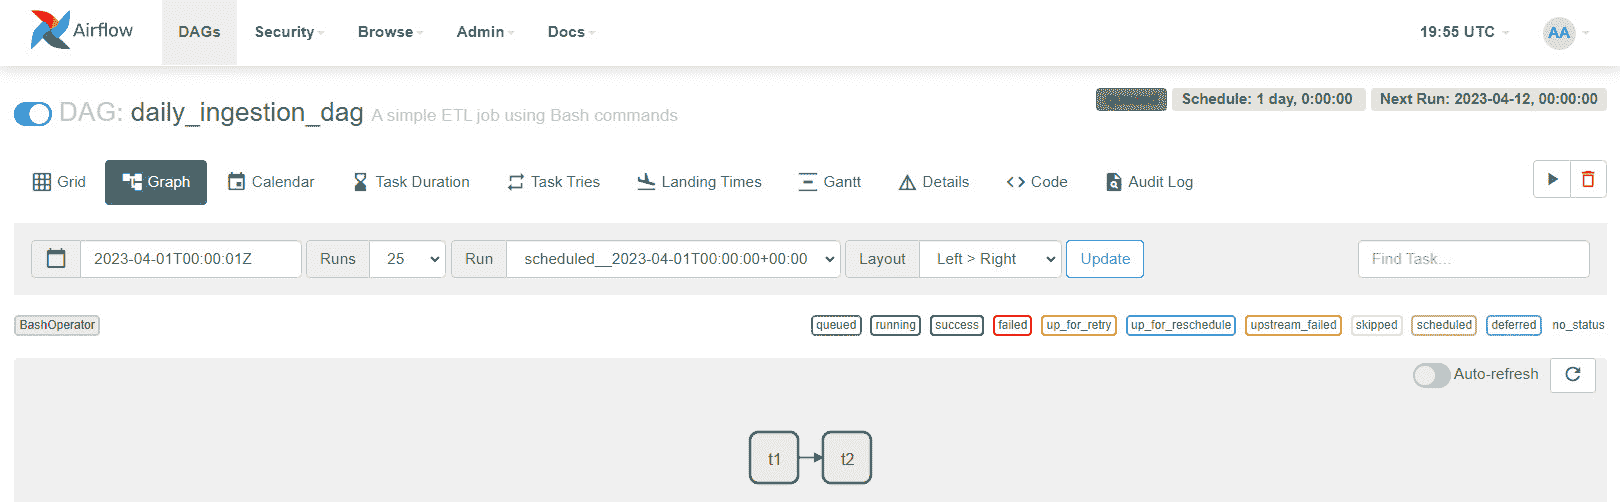 Airflow DAGs Security Browse Admin Docs 19:55 UTC AA
DAG: daily_ingestion_dag A simple ETL job using Bash commands Schedule: 1 day, 0:00:00 Next Run: 2023-04-12, 00:00:00
Grid Graph Calendar Task Duration Task Tries Landing Times Gantt Details Code Audit Log
2023-04-01T00:00:01Z Runs 25 Run scheduled__2023-04-01T00:00:00+00:00 Layout Left > Right Update Find Task...
BashOperator queued running success failed up_for_retry up_for_reschedule upstream_failed skipped scheduled deferred no_status
Auto-refresh
t1 t2